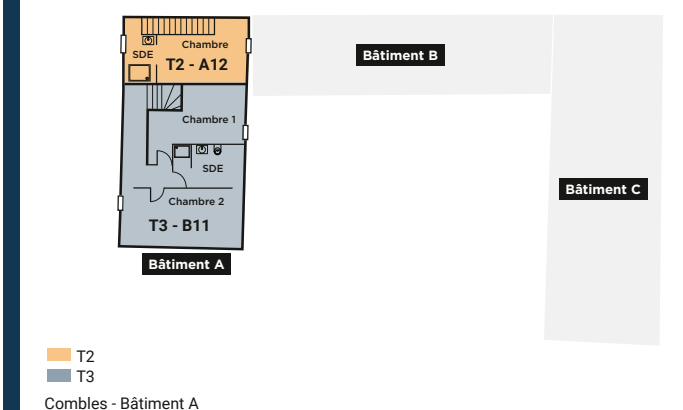 Chambre
SDE
T2 - A12
Bâtiment B
Chambre 1
SDE
Bâtiment C
Chambre 2
T3 - B11
Bâtiment A
T2
T3
Combles - Bâtiment A